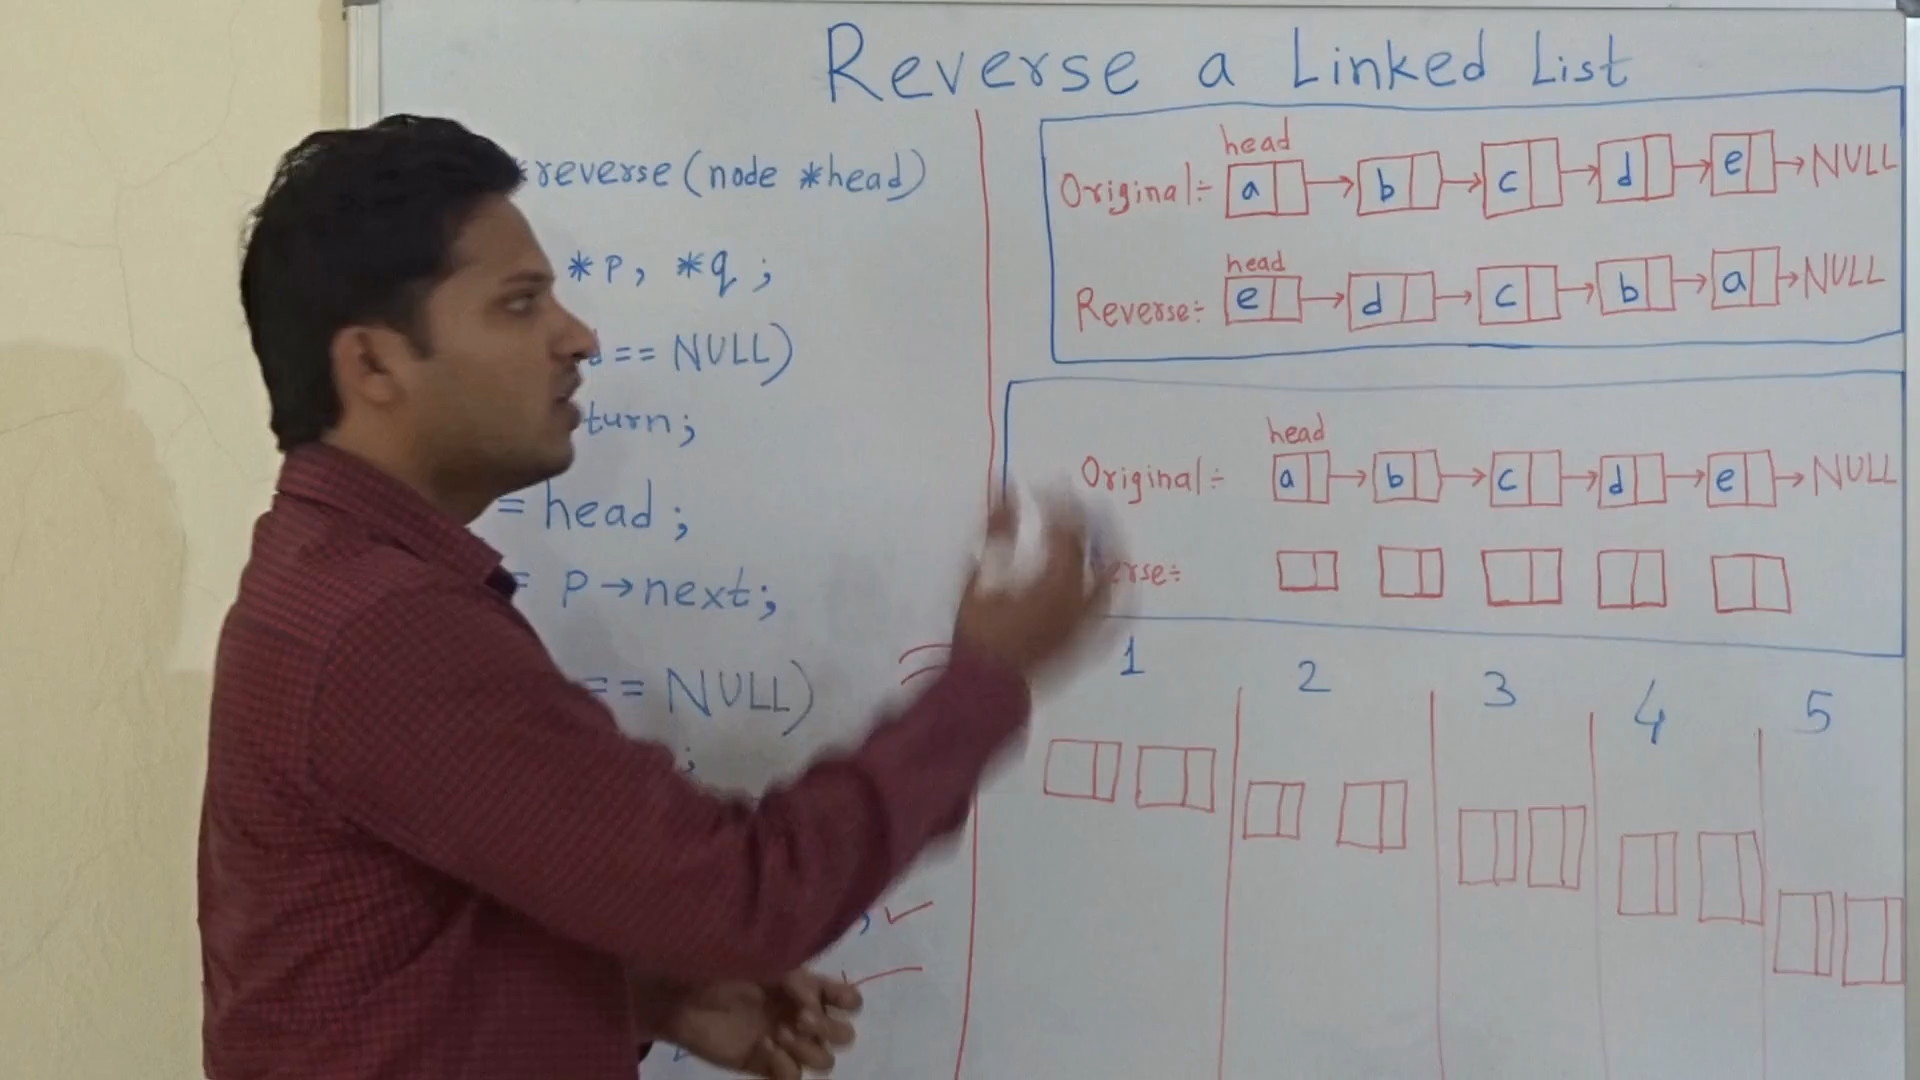 Reverse a Linked List
*reverse(node *head)
*p, *q;
== NULL)
turn;
= head;
= p→next;
== NULL)
;
;
head
Original:- a → b → c → d → e → NULL
head
Reverse:- e → d → c → b → a → NULL
head
Original:- a → b → c → d → e → NULL
erse:-
1 2 3 4 5